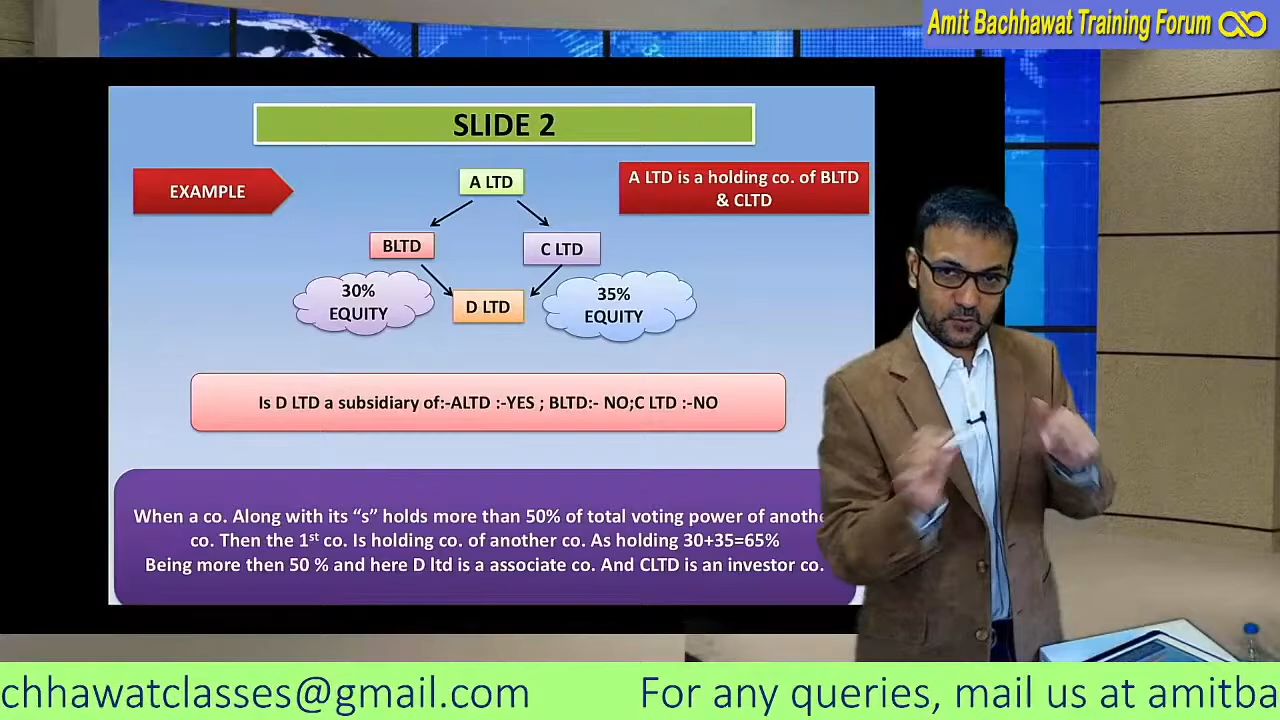 Amit Bachhawat Training Forum
SLIDE 2
EXAMPLE
A LTD
A LTD is a holding co. of BLTD
& CLTD
BLTD
C LTD
30%
EQUITY
D LTD
35%
EQUITY
Is D LTD a subsidiary of:-ALTD :-YES ; BLTD:- NO;C LTD :-NO
When a co. Along with its “s” holds more than 50% of total voting power of anothe
co. Then the 1st co. Is holding co. of another co. As holding 30+35=65%
Being more then 50 % and here D ltd is a associate co. And CLTD is an investor co.
chhawatclasses@gmail.com For any queries, mail us at amitba